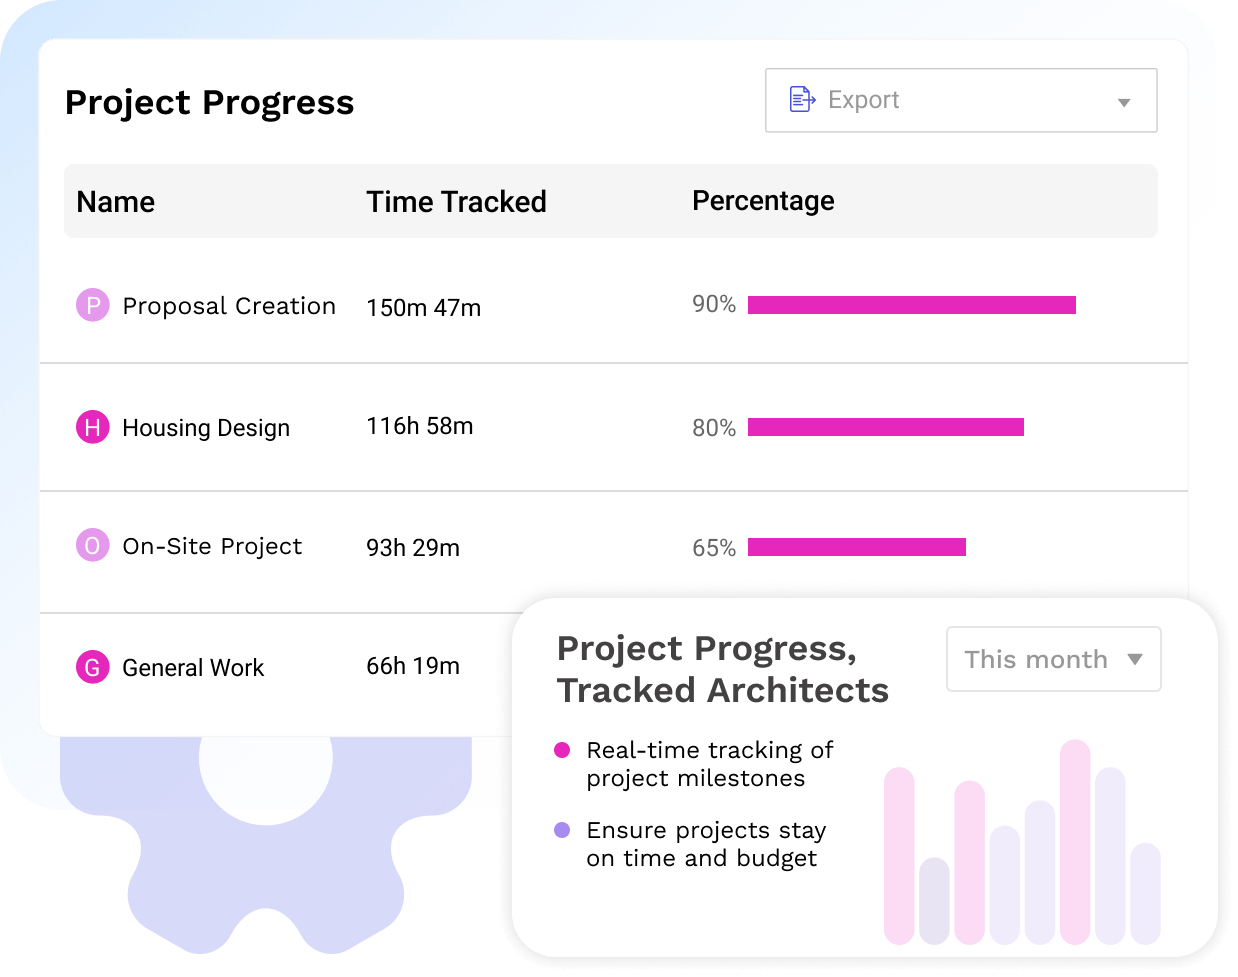 Project Progress
Export
Name Time Tracked Percentage
P Proposal Creation 150m 47m 90%
H Housing Design 116h 58m 80%
O On-Site Project 93h 29m 65%
G General Work 66h 19m
Project Progress,
Tracked Architects
This month
Real-time tracking of
project milestones
Ensure projects stay
on time and budget